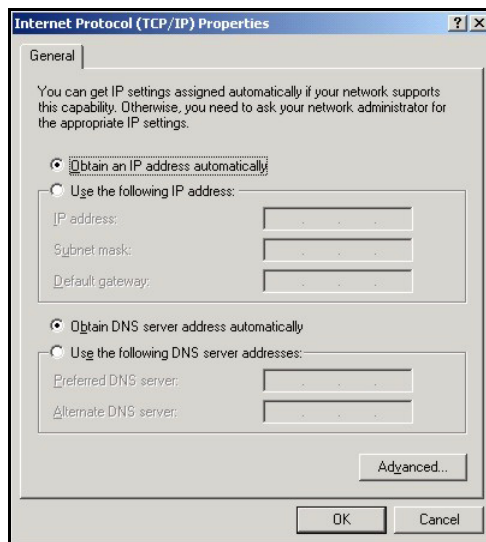 Internet Protocol (TCP/IP) Properties
General
You can get IP settings assigned automatically if your network supports
this capability. Otherwise, you need to ask your network administrator for
the appropriate IP settings.
Obtain an IP address automatically
Use the following IP address:
IP address:
Subnet mask:
Default gateway:
Obtain DNS server address automatically
Use the following DNS server addresses:
Preferred DNS server:
Alternate DNS server:
Advanced...
OK Cancel